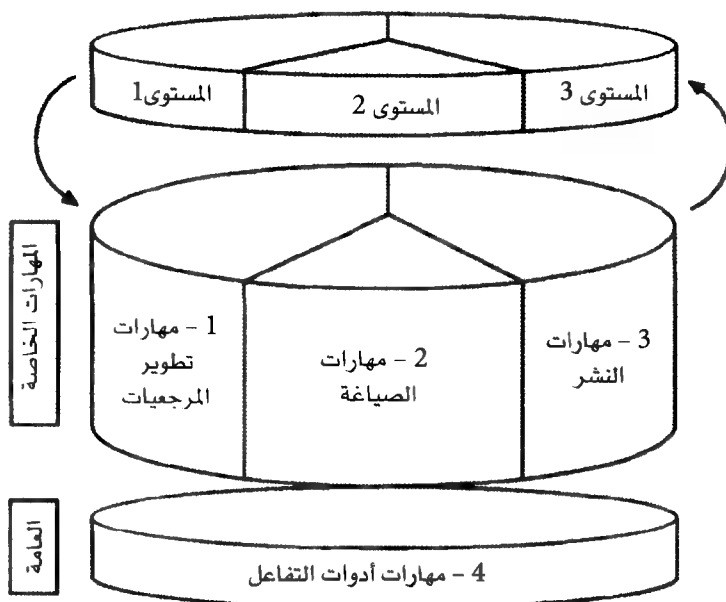 المستوى1
المستوى 2
المستوى 3
المهارات الخاصة
1 - مهارات
تطوير
المرجعيات
2 - مهارات
الصياغة
3 - مهارات
النشر
العامة
4 - مهارات أدوات التفاعل